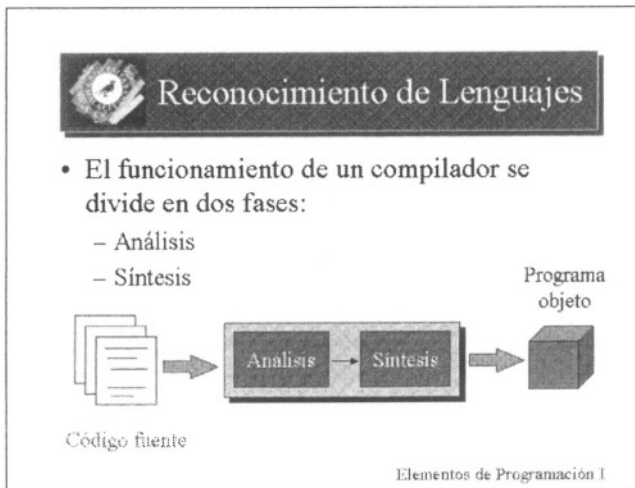 Reconocimiento de Lenguajes
• El funcionamiento de un compilador se
divide en dos fases:
– Análisis
– Síntesis
Programa
objeto
Analisis
Sintesis
Código fuente
Elementos de Programación I